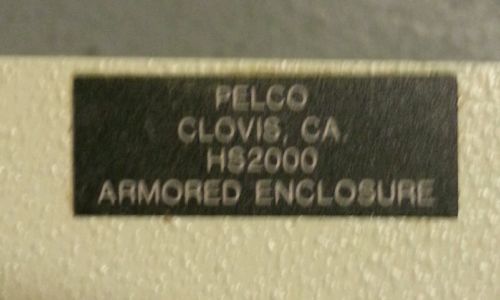 PELCO
CLOVIS, CA.
HS2000
ARMORED ENCLOSURE